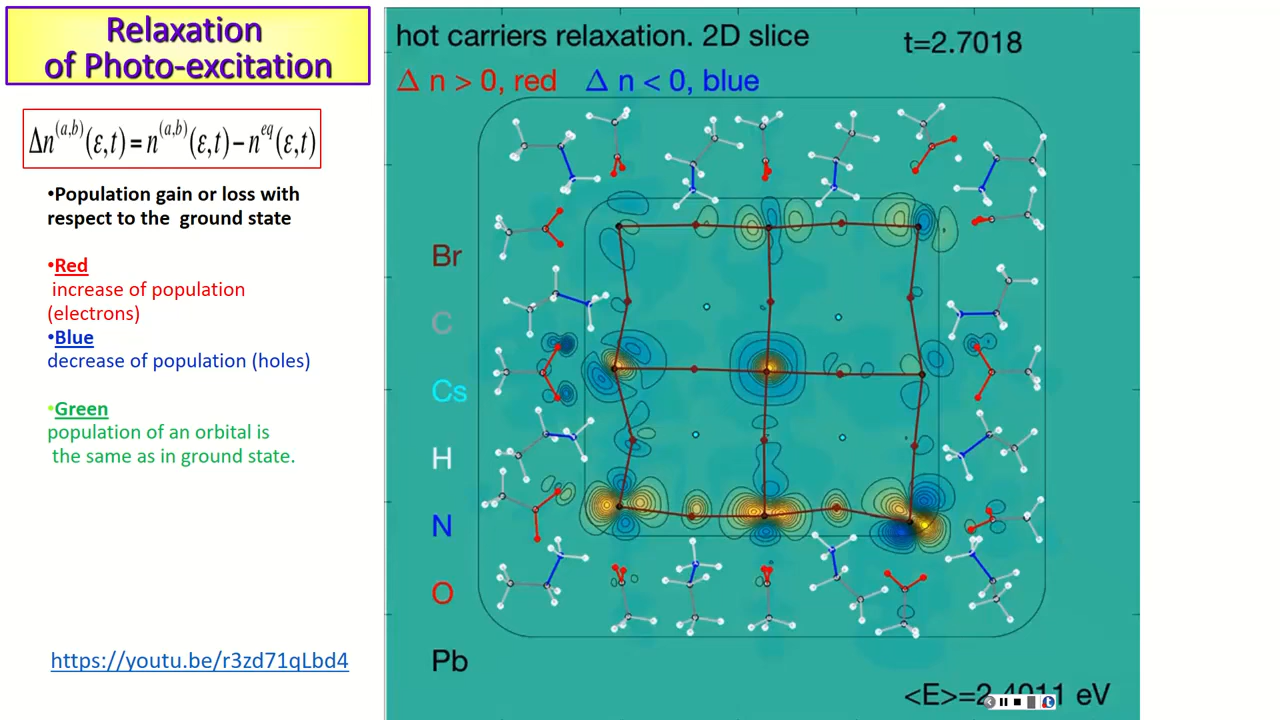 Relaxation
of Photo-excitation
Δn^(a,b)(ε,t) = n^(a,b)(ε,t) − n^eq(ε,t)
•Population gain or loss with
respect to the ground state
•Red
increase of population
(electrons)
•Blue
decrease of population (holes)
•Green
population of an orbital is
the same as in ground state.
https://youtu.be/r3zd71qLbd4
hot carriers relaxation. 2D slice
t=2.7018
Δ n > 0, red Δ n < 0, blue
Br
C
Cs
H
N
O
Pb
<E>=2.4011 eV